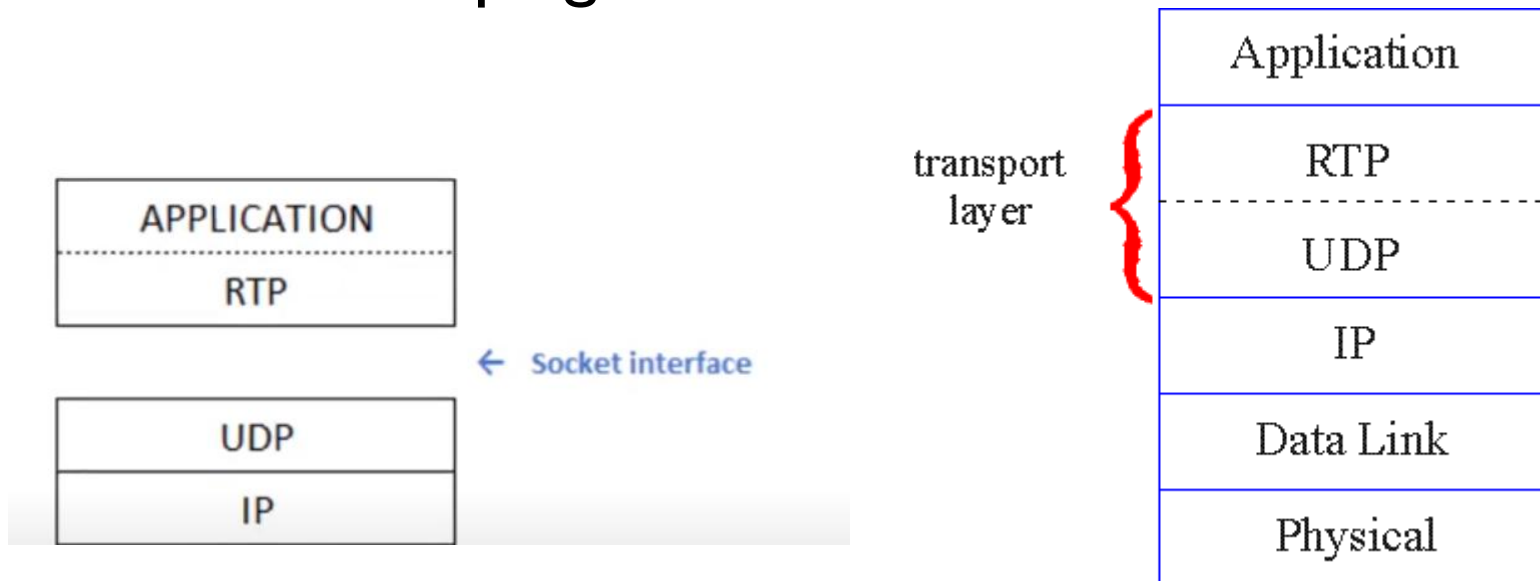 APPLICATION
RTP
← Socket interface
UDP
IP
Application
transport
layer
RTP
UDP
IP
Data Link
Physical